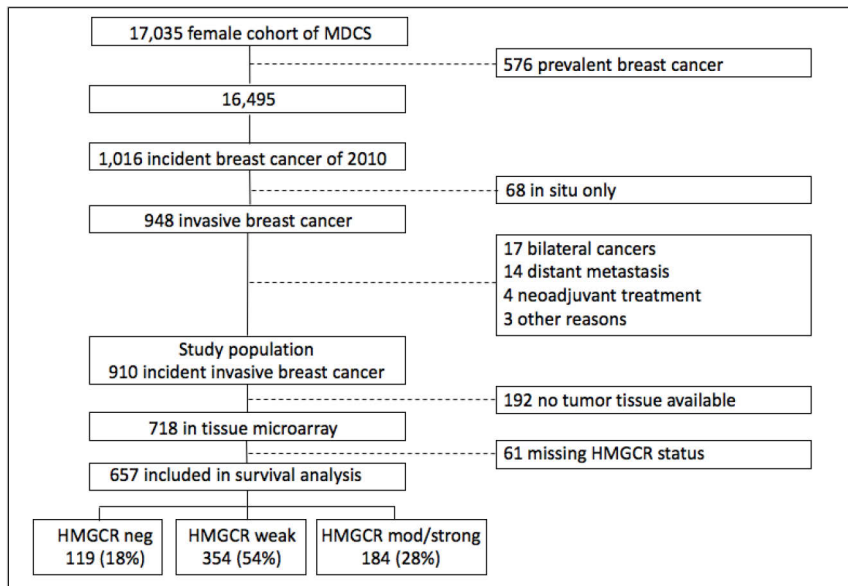 17,035 female cohort of MDCS
576 prevalent breast cancer
16,495
1,016 incident breast cancer of 2010
68 in situ only
948 invasive breast cancer
17 bilateral cancers
14 distant metastasis
4 neoadjuvant treatment
3 other reasons
Study population
910 incident invasive breast cancer
192 no tumor tissue available
718 in tissue microarray
61 missing HMGCR status
657 included in survival analysis
HMGCR neg
119 (18%)
HMGCR weak
354 (54%)
HMGCR mod/strong
184 (28%)